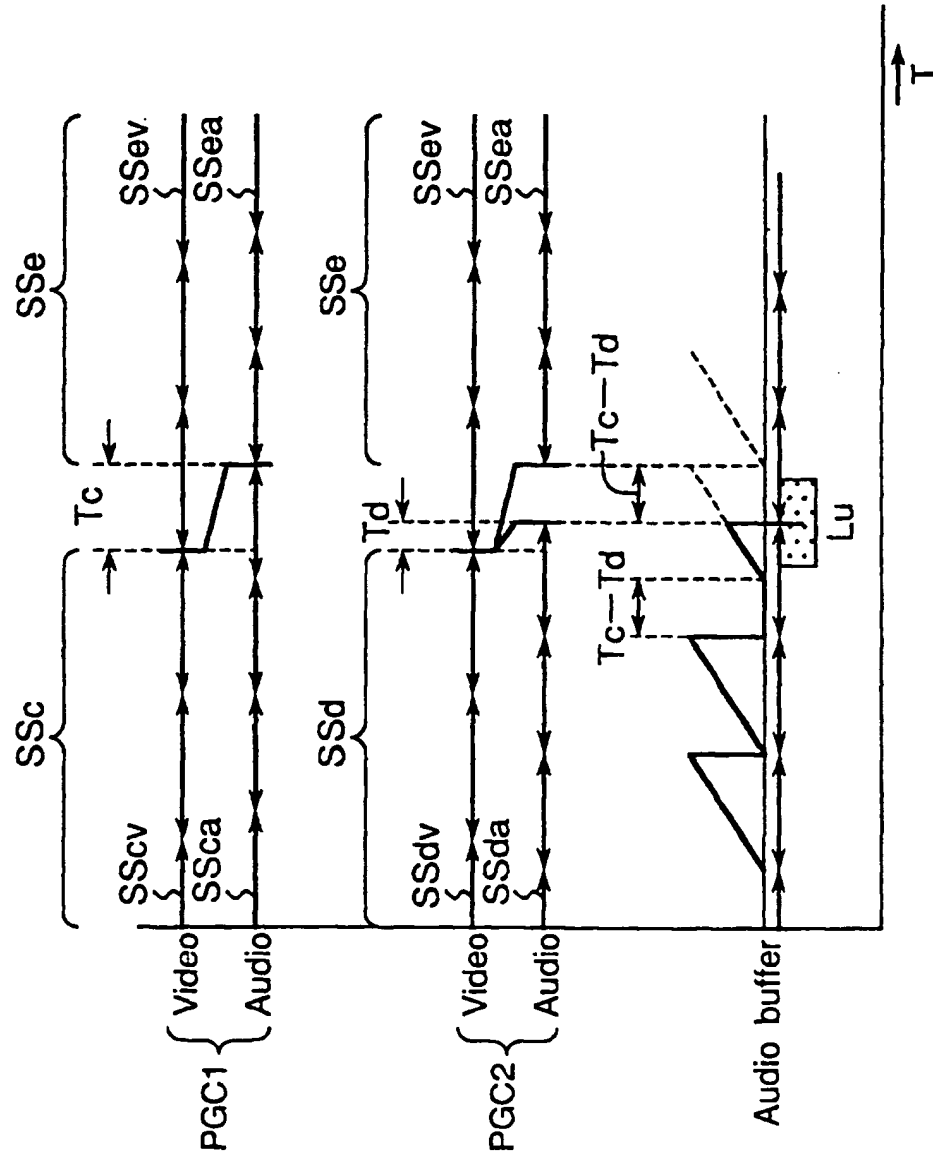 SSc SSe
Tc
SScv SSev
SSca SSea
PGC1
Video
Audio
SSd SSe
Td
SSdv SSev
SSda SSea
PGC2
Video
Audio
Tc—Td
Tc—Td
Audio buffer
Lu
T